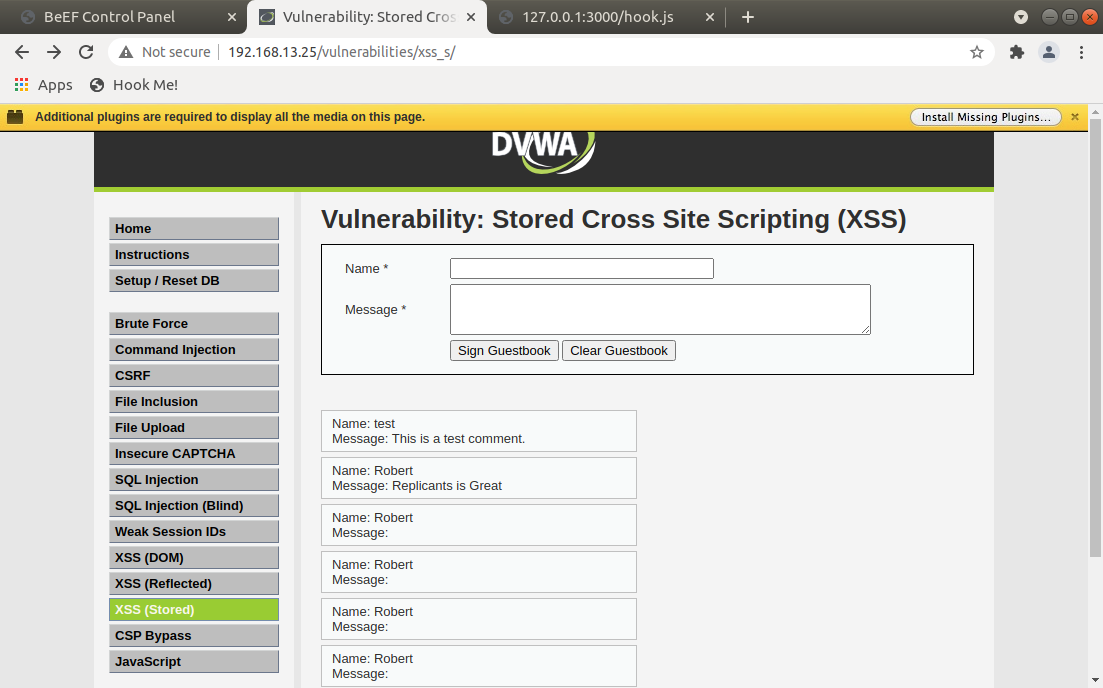 BeEF Control Panel
Vulnerability: Stored Cros
127.0.0.1:3000/hook.js
Not secure 192.168.13.25/vulnerabilities/xss_s/
Apps Hook Me!
Additional plugins are required to display all the media on this page. Install Missing Plugins...
DVWA
Home
Instructions
Setup / Reset DB
Brute Force
Command Injection
CSRF
File Inclusion
File Upload
Insecure CAPTCHA
SQL Injection
SQL Injection (Blind)
Weak Session IDs
XSS (DOM)
XSS (Reflected)
XSS (Stored)
CSP Bypass
JavaScript
Vulnerability: Stored Cross Site Scripting (XSS)
Name *
Message *
Sign Guestbook Clear Guestbook
Name: test
Message: This is a test comment.
Name: Robert
Message: Replicants is Great
Name: Robert
Message:
Name: Robert
Message:
Name: Robert
Message:
Name: Robert
Message: